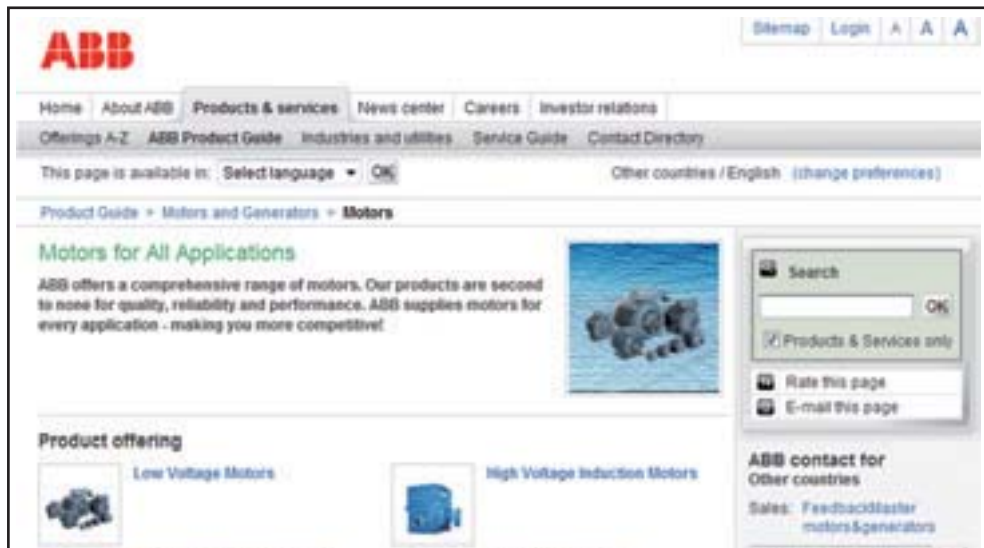 Sitemap Login A A A
ABB
Home About ABB Products & services News center Careers Investor relations
Offerings A-Z ABB Product Guide Industries and utilities Service Guide Contact Directory
This page is available in: Select language OK Other countries / English (change preferences)
Product Guide Motors and Generators Motors
Motors for All Applications
ABB offers a comprehensive range of motors. Our products are second
to none for quality, reliability and performance. ABB supplies motors for
every application - making you more competitive!
Search
OK
Products & Services only
Rate this page
E-mail this page
Product offering
Low Voltage Motors
High Voltage Induction Motors
ABB contact for
Other countries
Sales: FeedbackMaster
motors&generators